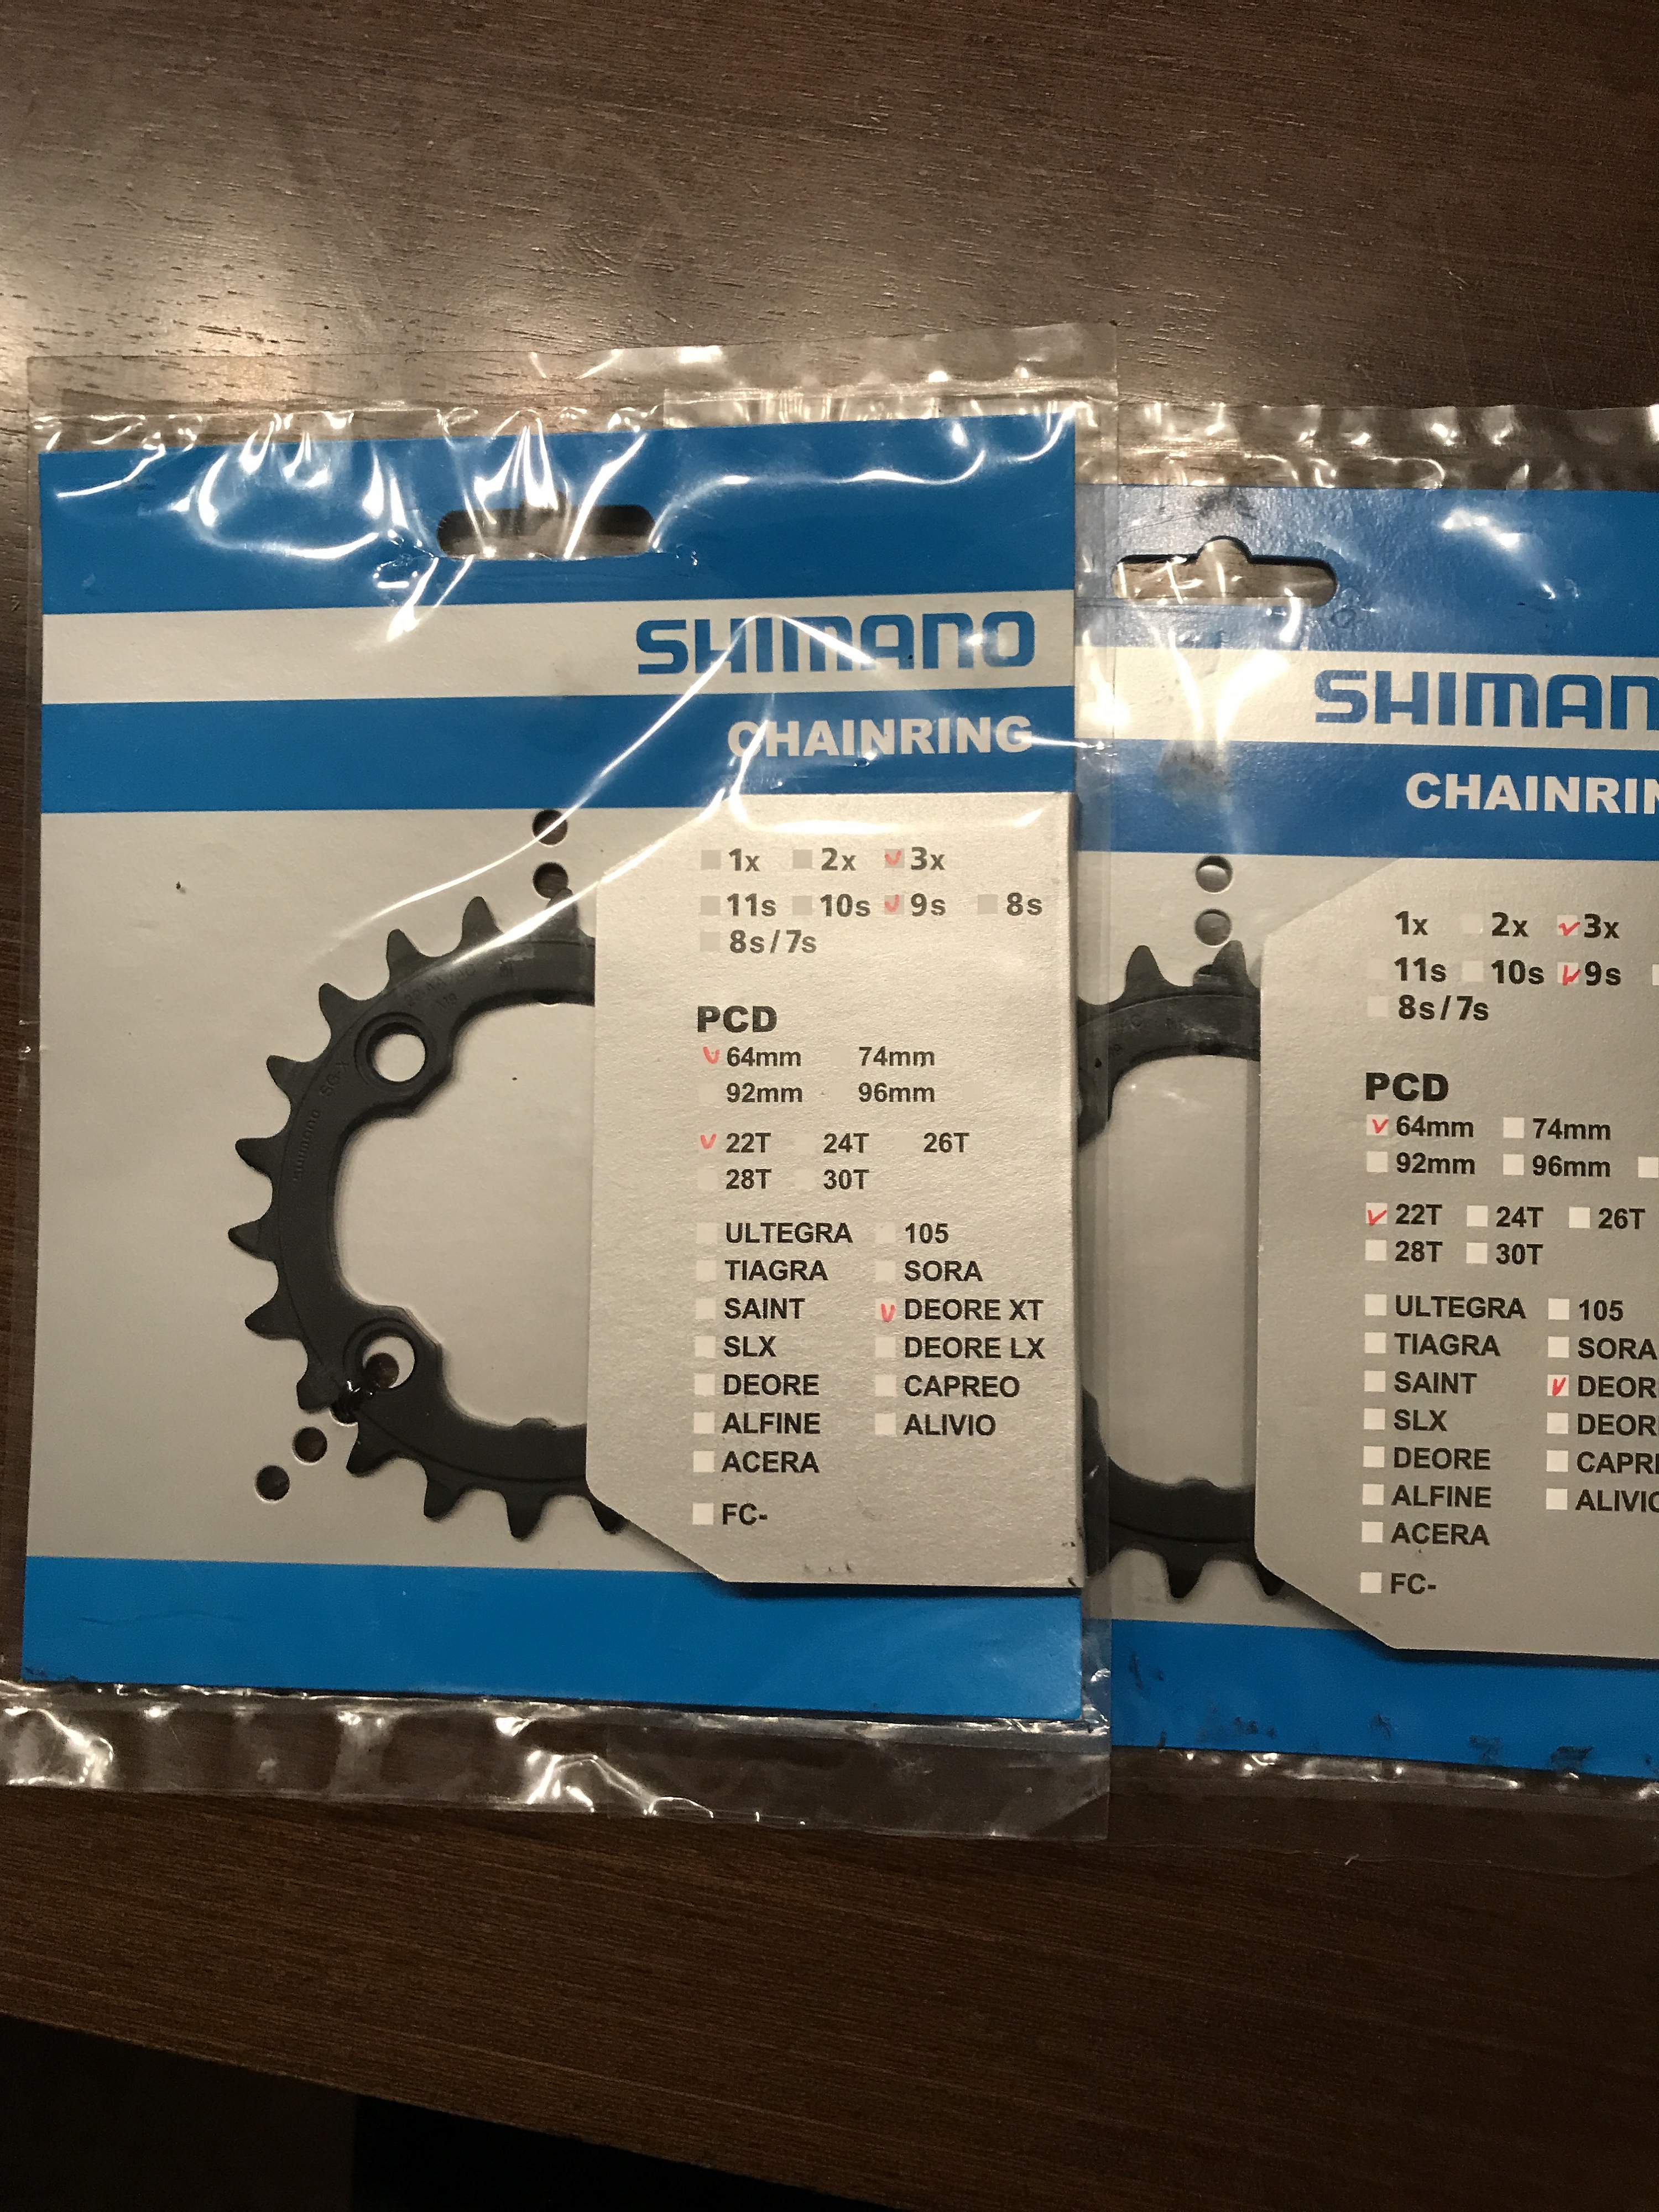 SHIMANO
CHAINRING
1x 2x 3x
11s 10s 9s 8s
8s/7s
PCD
64mm 74mm
92mm 96mm
22T 24T 26T
28T 30T
ULTEGRA 105
TIAGRA SORA
SAINT DEORE XT
SLX DEORE LX
DEORE CAPREO
ALFINE ALIVIO
ACERA
FC-
SHIMAN
CHAINRIN
1x 2x 3x
11s 10s 9s
8s/7s
PCD
64mm 74mm
92mm 96mm
22T 24T 26T
28T 30T
ULTEGRA 105
TIAGRA SORA
SAINT DEOR
SLX DEOR
DEORE CAPR
ALFINE ALIVIO
ACERA
FC-